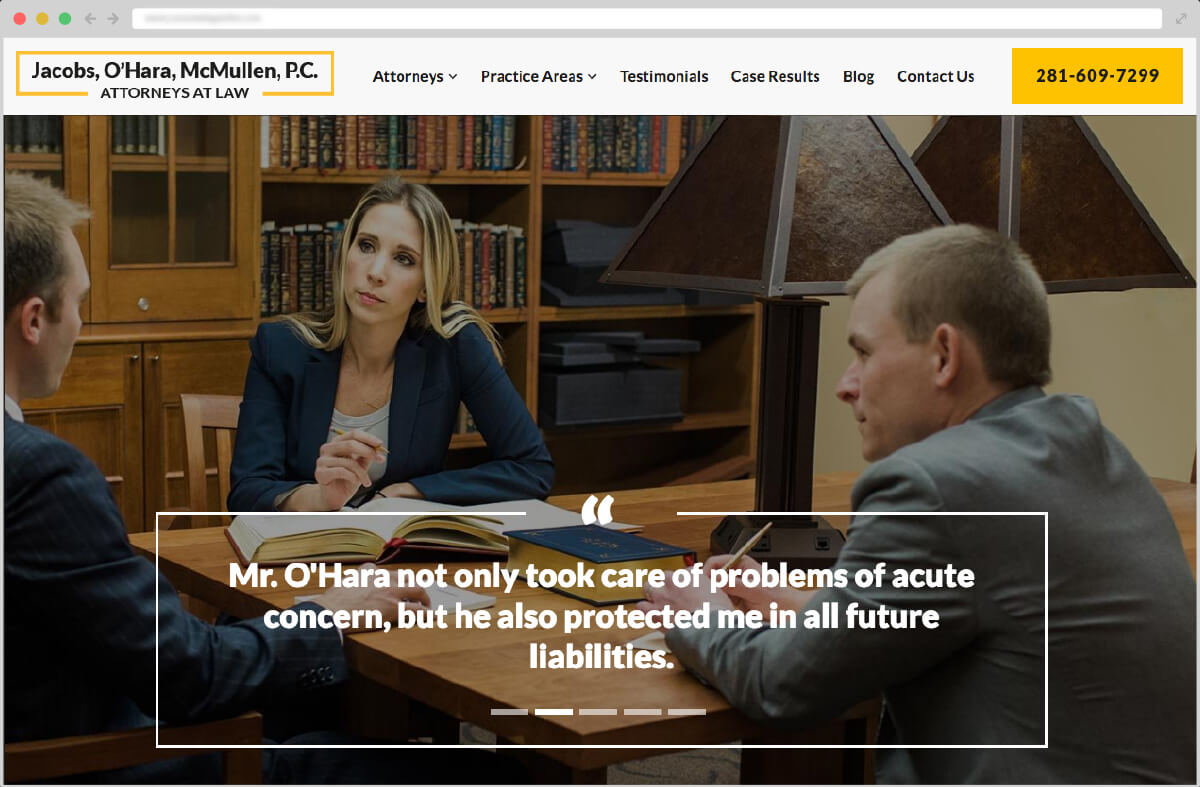 Jacobs, O'Hara, McMullen, P.C.
ATTORNEYS AT LAW
Attorneys
Practice Areas
Testimonials
Case Results
Blog
Contact Us
281-609-7299
“
Mr. O'Hara not only took care of problems of acute
concern, but he also protected me in all future
liabilities.